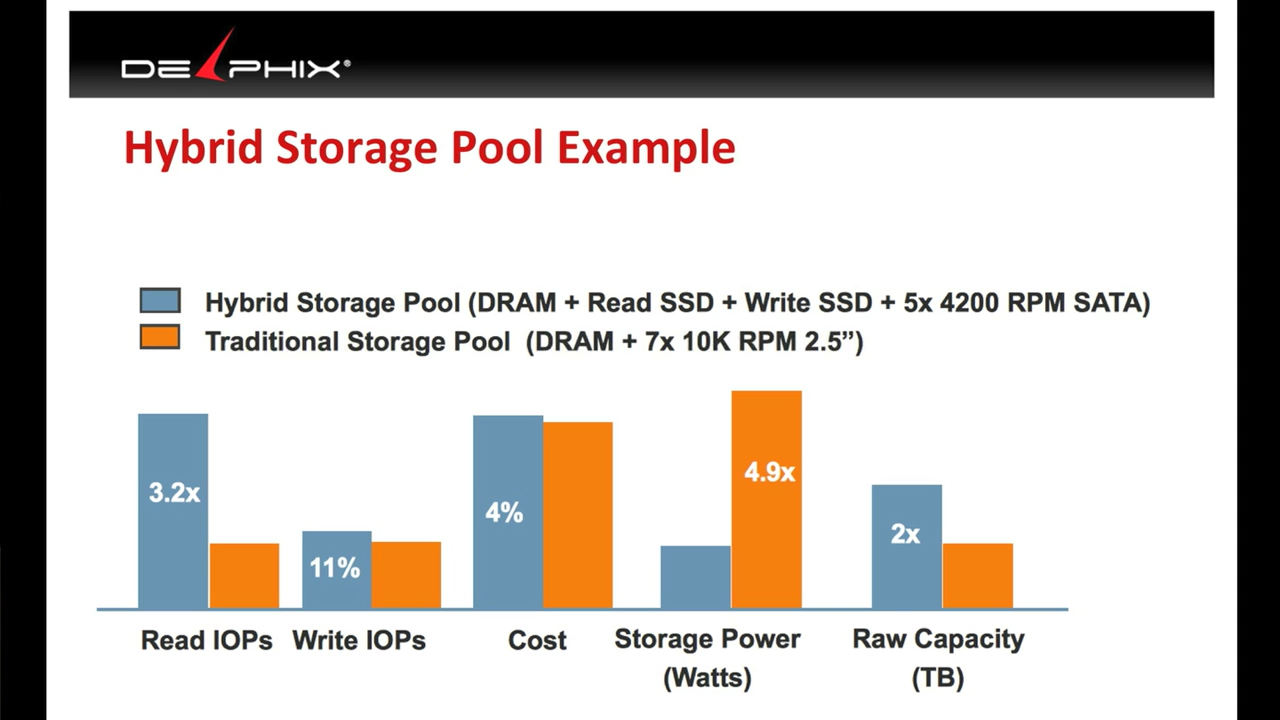 DELPHIX®
Hybrid Storage Pool Example
Hybrid Storage Pool (DRAM + Read SSD + Write SSD + 5x 4200 RPM SATA)
Traditional Storage Pool (DRAM + 7x 10K RPM 2.5”)
3.2x
11%
4%
4.9x
2x
Read IOPs
Write IOPs
Cost
Storage Power
(Watts)
Raw Capacity
(TB)